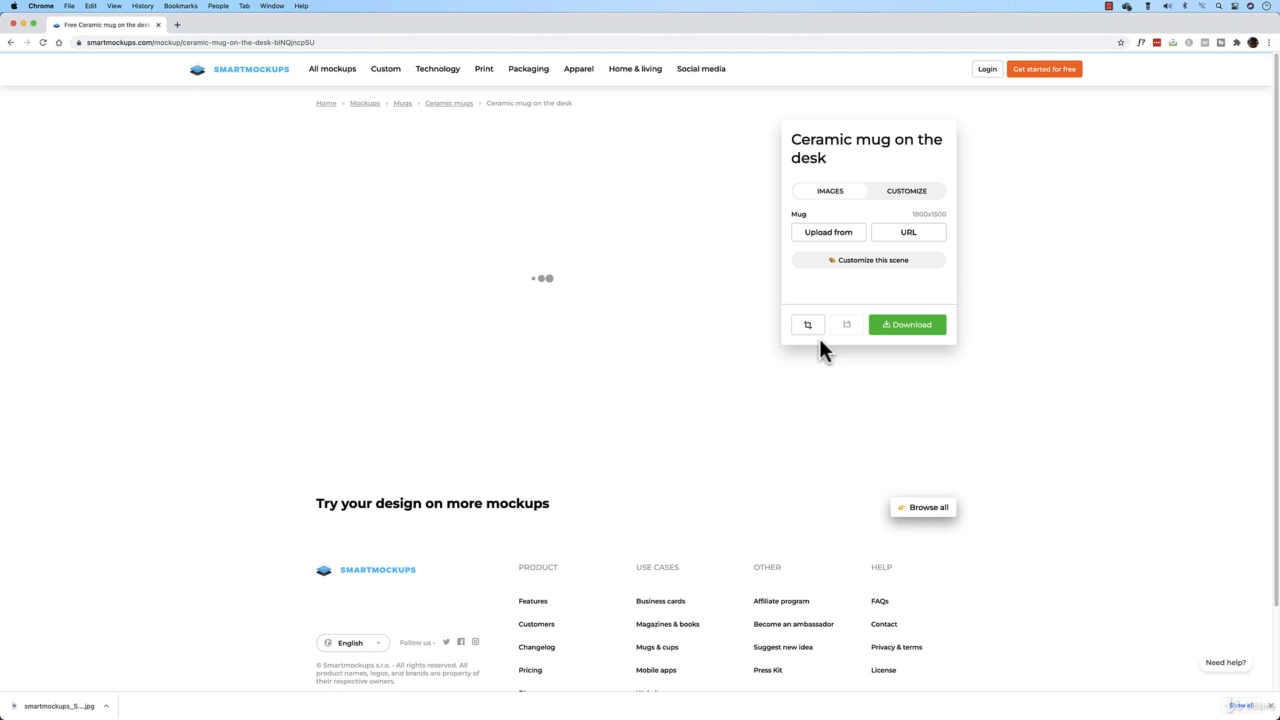 Chrome File Edit View History Bookmarks People Tab Window Help
Free Ceramic mug on the desk
smartmockups.com/mockup/ceramic-mug-on-the-desk-blNQjncpSU
SMARTMOCKUPS All mockups Custom Technology Print Packaging Apparel Home & living Social media Login Get started for free
Home › Mockups › Mugs › Ceramic mugs › Ceramic mug on the desk
Ceramic mug on the
desk
IMAGES CUSTOMIZE
Mug 1800x1500
Upload from URL
Customize this scene
Download
Try your design on more mockups
Browse all
SMARTMOCKUPS PRODUCT USE CASES OTHER HELP
Features Business cards Affiliate program FAQs
Customers Magazines & books Become an ambassador Contact
English Follow us - Changelog Mugs & cups Suggest new idea Privacy & terms
© Smartmockups s.r.o. - All rights reserved. All
product names, logos, and brands are property of
their respective owners.
Pricing Mobile apps Press Kit License
Need help?
smartmockups_S....jpg